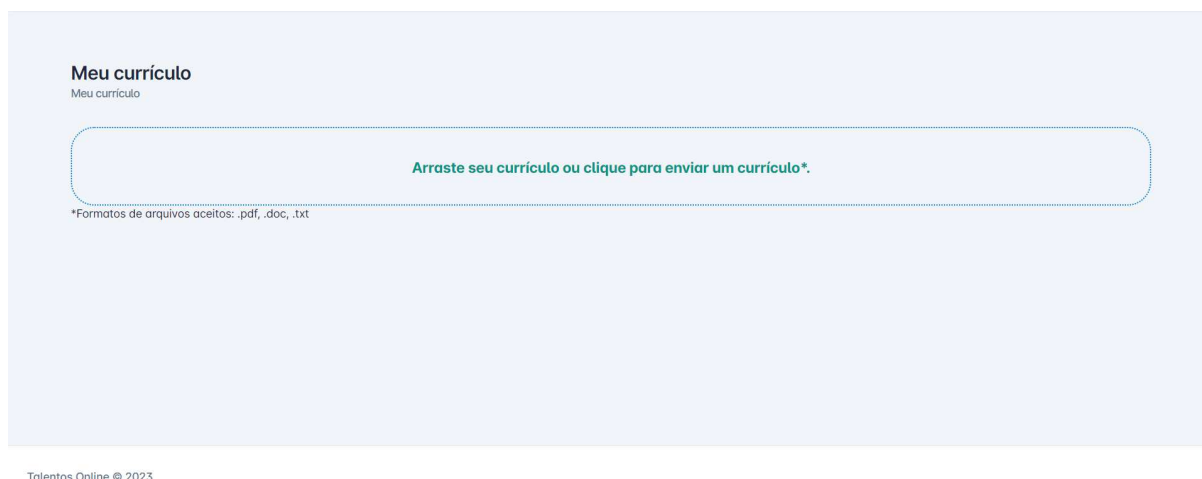 Meu currículo
Meu currículo
Arraste seu currículo ou clique para enviar um currículo*.
*Formatos de arquivos aceitos: .pdf, .doc, .txt
Talentos Online © 2023